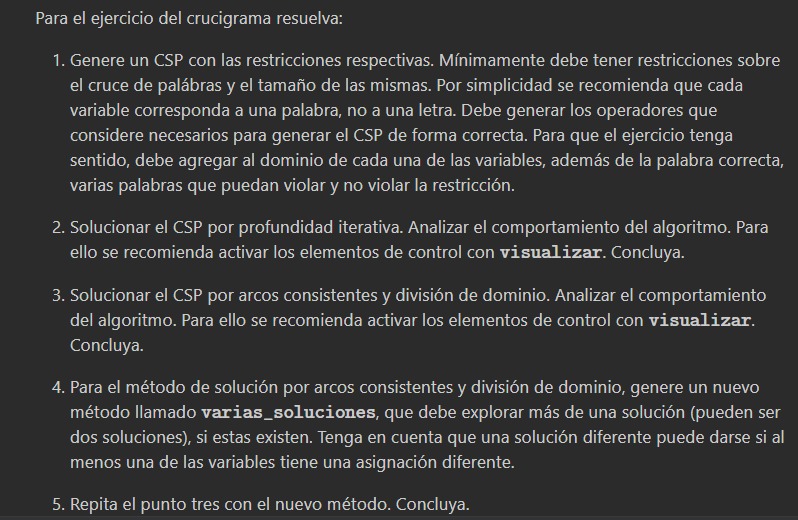 Para el ejercicio del crucigrama resuelva:
1. Genere un CSP con las restricciones respectivas. Mínimamente debe tener restricciones sobre
el cruce de palábras y el tamaño de las mismas. Por simplicidad se recomienda que cada
variable corresponda a una palabra, no a una letra. Debe generar los operadores que
considere necesarios para generar el CSP de forma correcta. Para que el ejercicio tenga
sentido, debe agregar al dominio de cada una de las variables, además de la palabra correcta,
varias palabras que puedan violar y no violar la restricción.
2. Solucionar el CSP por profundidad iterativa. Analizar el comportamiento del algoritmo. Para
ello se recomienda activar los elementos de control con visualizar. Concluya.
3. Solucionar el CSP por arcos consistentes y división de dominio. Analizar el comportamiento
del algoritmo. Para ello se recomienda activar los elementos de control con visualizar.
Concluya.
4. Para el método de solución por arcos consistentes y división de dominio, genere un nuevo
método llamado varias_soluciones, que debe explorar más de una solución (pueden ser
dos soluciones), si estas existen. Tenga en cuenta que una solución diferente puede darse si al
menos una de las variables tiene una asignación diferente.
5. Repita el punto tres con el nuevo método. Concluya.